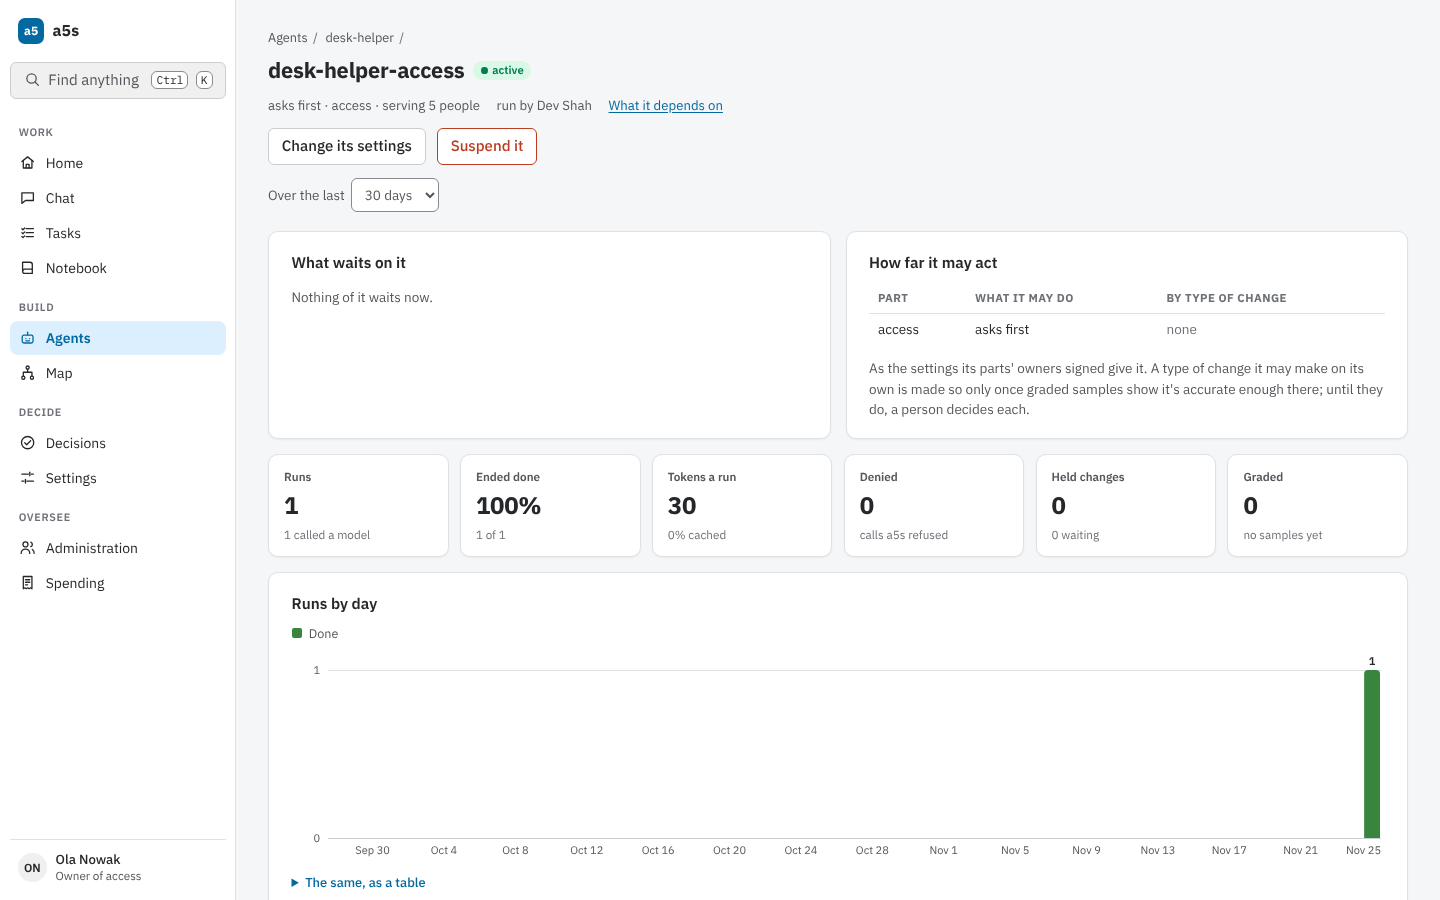 a5 a5s
Find anything Ctrl K
WORK
Home
Chat
Tasks
Notebook
BUILD
Agents
Map
DECIDE
Decisions
Settings
OVERSEE
Administration
Spending
ON Ola Nowak
Owner of access
Agents / desk-helper /
desk-helper-access active
asks first · access · serving 5 people run by Dev Shah What it depends on
Change its settings Suspend it
Over the last 30 days
What waits on it
Nothing of it waits now.
How far it may act
PART WHAT IT MAY DO BY TYPE OF CHANGE
access asks first none
As the settings its parts' owners signed give it. A type of change it may make on its
own is made so only once graded samples show it's accurate enough there; until they
do, a person decides each.
Runs
1
1 called a model
Ended done
100%
1 of 1
Tokens a run
30
0% cached
Denied
0
calls a5s refused
Held changes
0
0 waiting
Graded
0
no samples yet
Runs by day
Done
1
1
0
Sep 30 Oct 4 Oct 8 Oct 12 Oct 16 Oct 20 Oct 24 Oct 28 Nov 1 Nov 5 Nov 9 Nov 13 Nov 17 Nov 21 Nov 25
The same, as a table